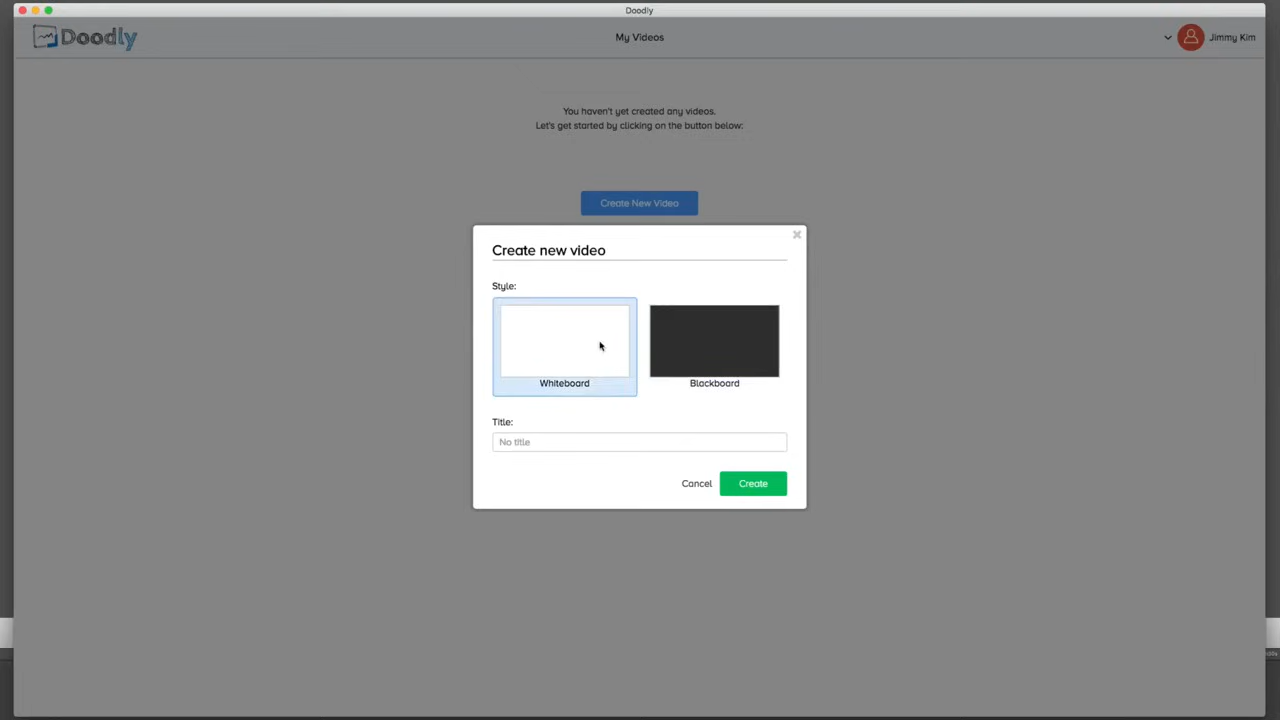 Doodly
Doodly
My Videos
Jimmy Kim
You haven't yet created any videos.
Let's get started by clicking on the button below:
Create New Video
Create new video
Style:
Whiteboard
Blackboard
Title:
No title
Cancel
Create